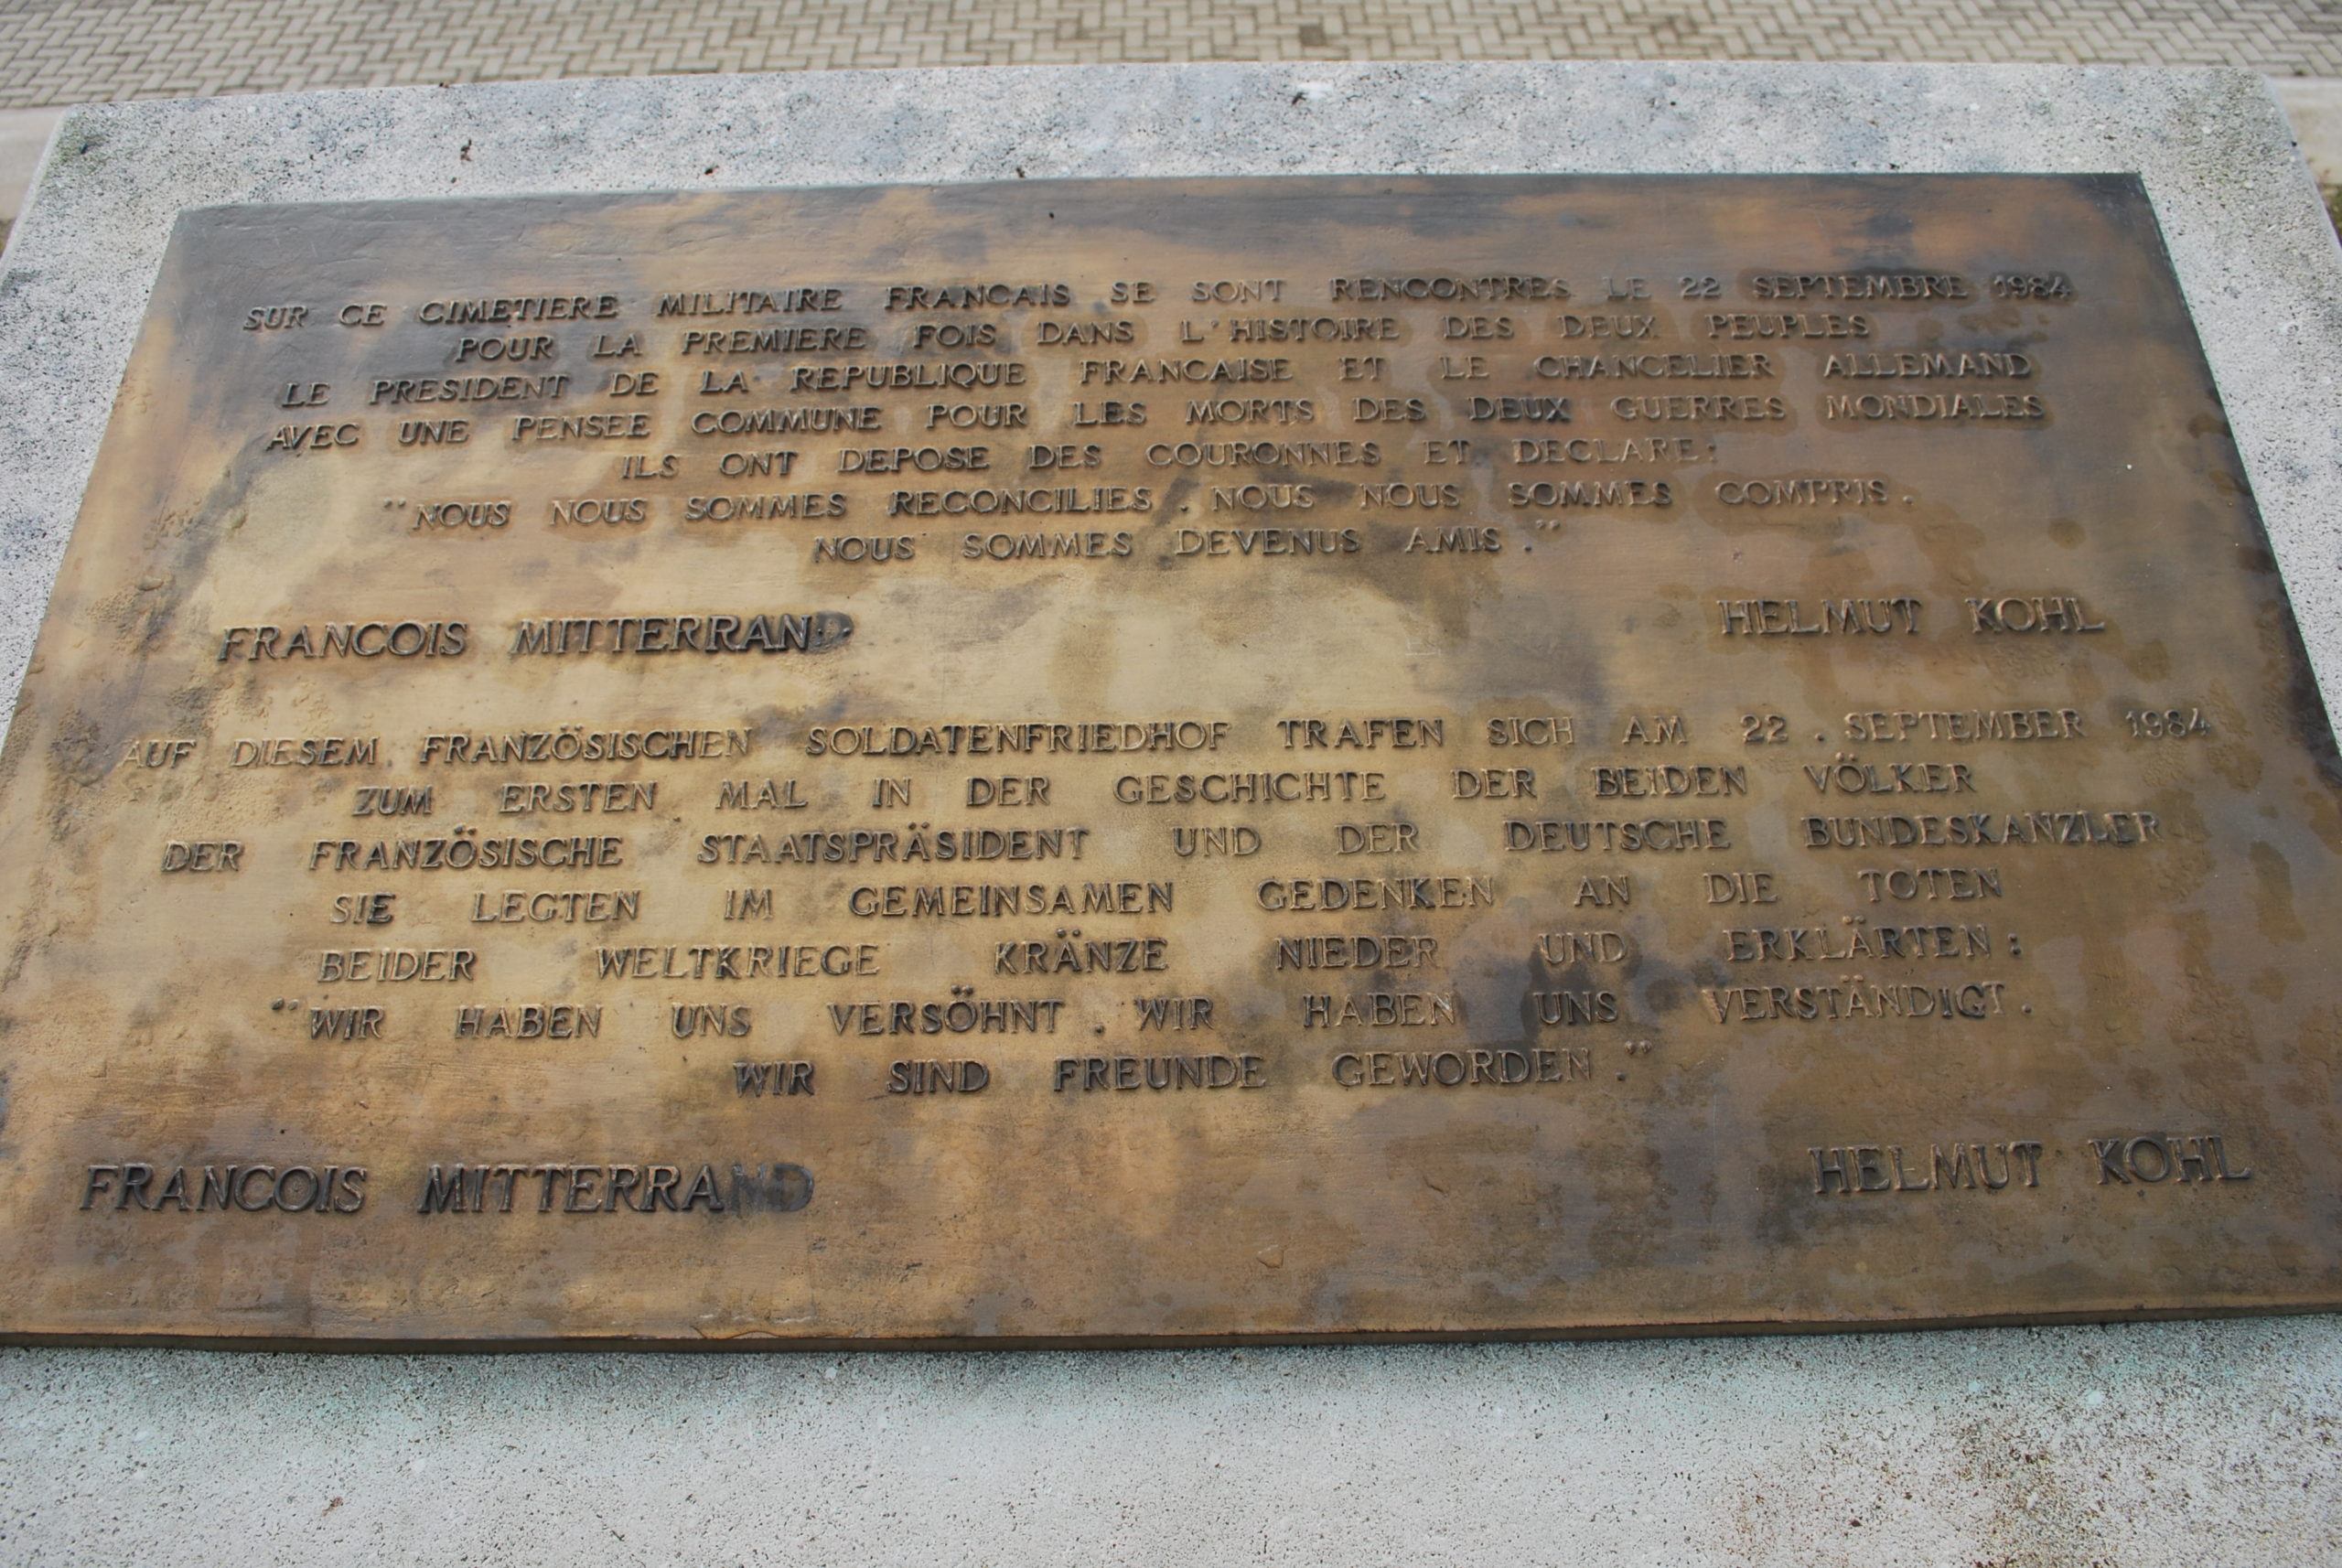 SUR CE CIMETIERE MILITAIRE FRANCAIS SE SONT RENCONTRES LE 22 SEPTEMBRE 1984
POUR LA PREMIERE FOIS DANS L'HISTOIRE DES DEUX PEUPLES
LE PRESIDENT DE LA REPUBLIQUE FRANCAISE ET LE CHANCELIER ALLEMAND
AVEC UNE PENSEE COMMUNE POUR LES MORTS DES DEUX GUERRES MONDIALES
ILS ONT DEPOSE DES COURONNES ET DECLARE:
"NOUS NOUS SOMMES RECONCILIES. NOUS NOUS SOMMES COMPRIS.
NOUS SOMMES DEVENUS AMIS."
FRANCOIS MITTERRAND HELMUT KOHL
AUF DIESEM FRANZÖSISCHEN SOLDATENFRIEDHOF TRAFEN SICH AM 22. SEPTEMBER 1984
ZUM ERSTEN MAL IN DER GESCHICHTE DER BEIDEN VÖLKER
DER FRANZÖSISCHE STAATSPRÄSIDENT UND DER DEUTSCHE BUNDESKANZLER
SIE LEGTEN IM GEMEINSAMEN GEDENKEN AN DIE TOTEN
BEIDER WELTKRIEGE KRÄNZE NIEDER UND ERKLÄRTEN:
"WIR HABEN UNS VERSÖHNT. WIR HABEN UNS VERSTÄNDIGT.
WIR SIND FREUNDE GEWORDEN."
FRANCOIS MITTERRAND HELMUT KOHL